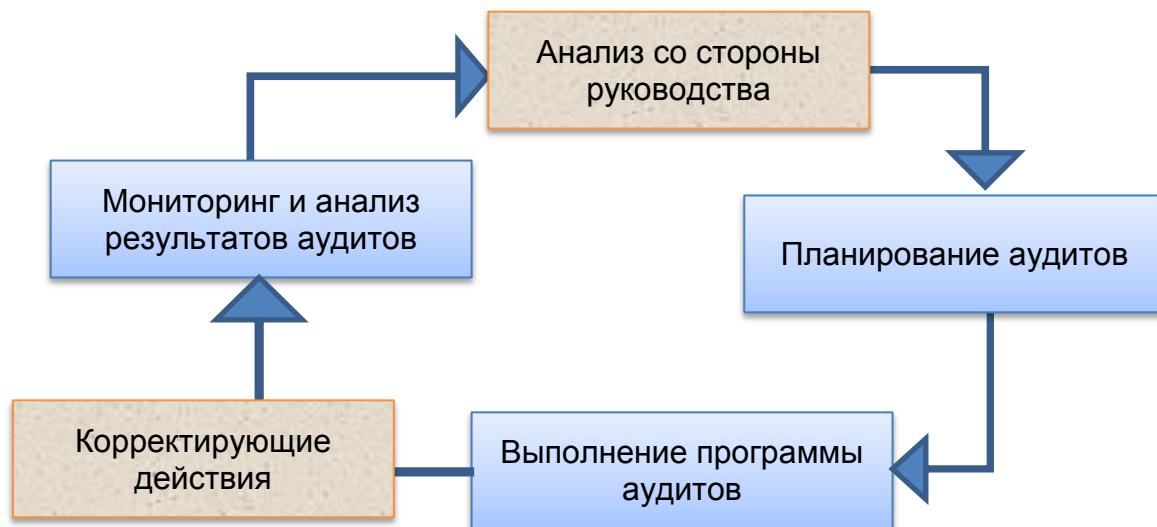 Анализ со стороны
руководства
Мониторинг и анализ
результатов аудитов
Планирование аудитов
Корректирующие
действия
Выполнение программы
аудитов